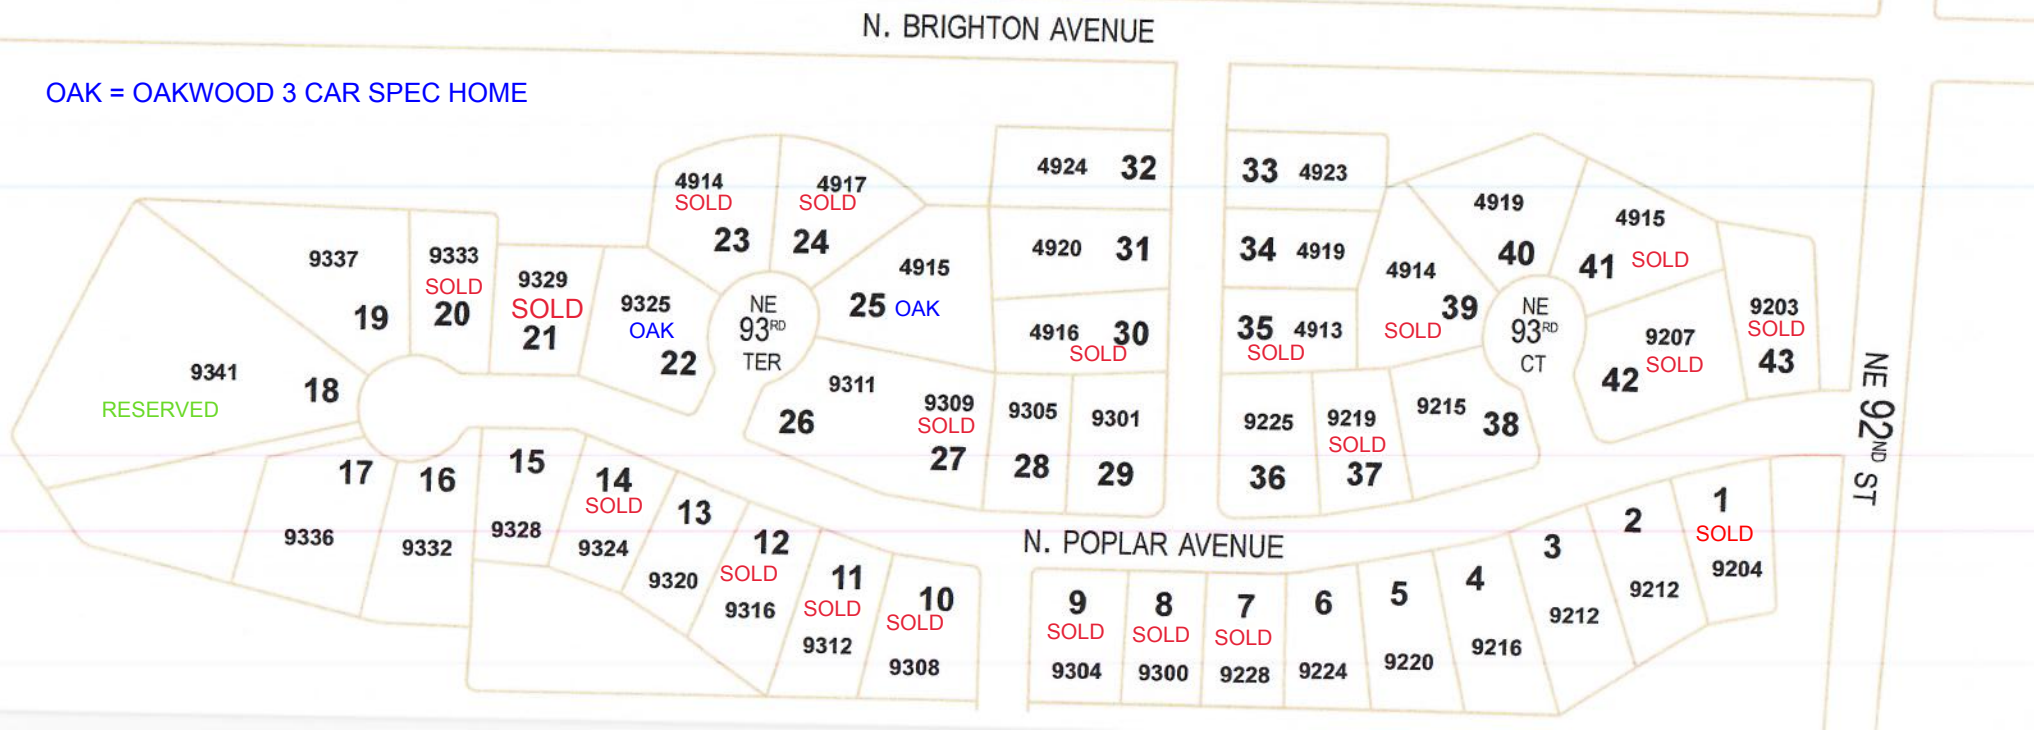 N. BRIGHTON AVENUE
OAK = OAKWOOD 3 CAR SPEC HOME
9341
18
RESERVED
9337
19
9333
SOLD
20
9329
SOLD
21
9325
OAK
22
4914
SOLD
23
4917
SOLD
24
4915
25 OAK
NE
93RD
TER
9311
26
9309
SOLD
27
9305
28
9301
29
4916 30
SOLD
4920 31
4924 32
33 4923
34 4919
35 4913
SOLD
9225
36
9219
SOLD
37
9215 38
4914
39
SOLD
4919
40
4915
41 SOLD
NE
93RD
CT
9207
42 SOLD
9203
SOLD
43
NE 92ND ST
17
9336
16
9332
15
9328
14
SOLD
9324
13
9320
12
SOLD
9316
11
SOLD
9312
10
SOLD
9308
N. POPLAR AVENUE
9
SOLD
9304
8
SOLD
9300
7
SOLD
9228
6
9224
5
9220
4
9216
3
9212
2
9212
1
SOLD
9204